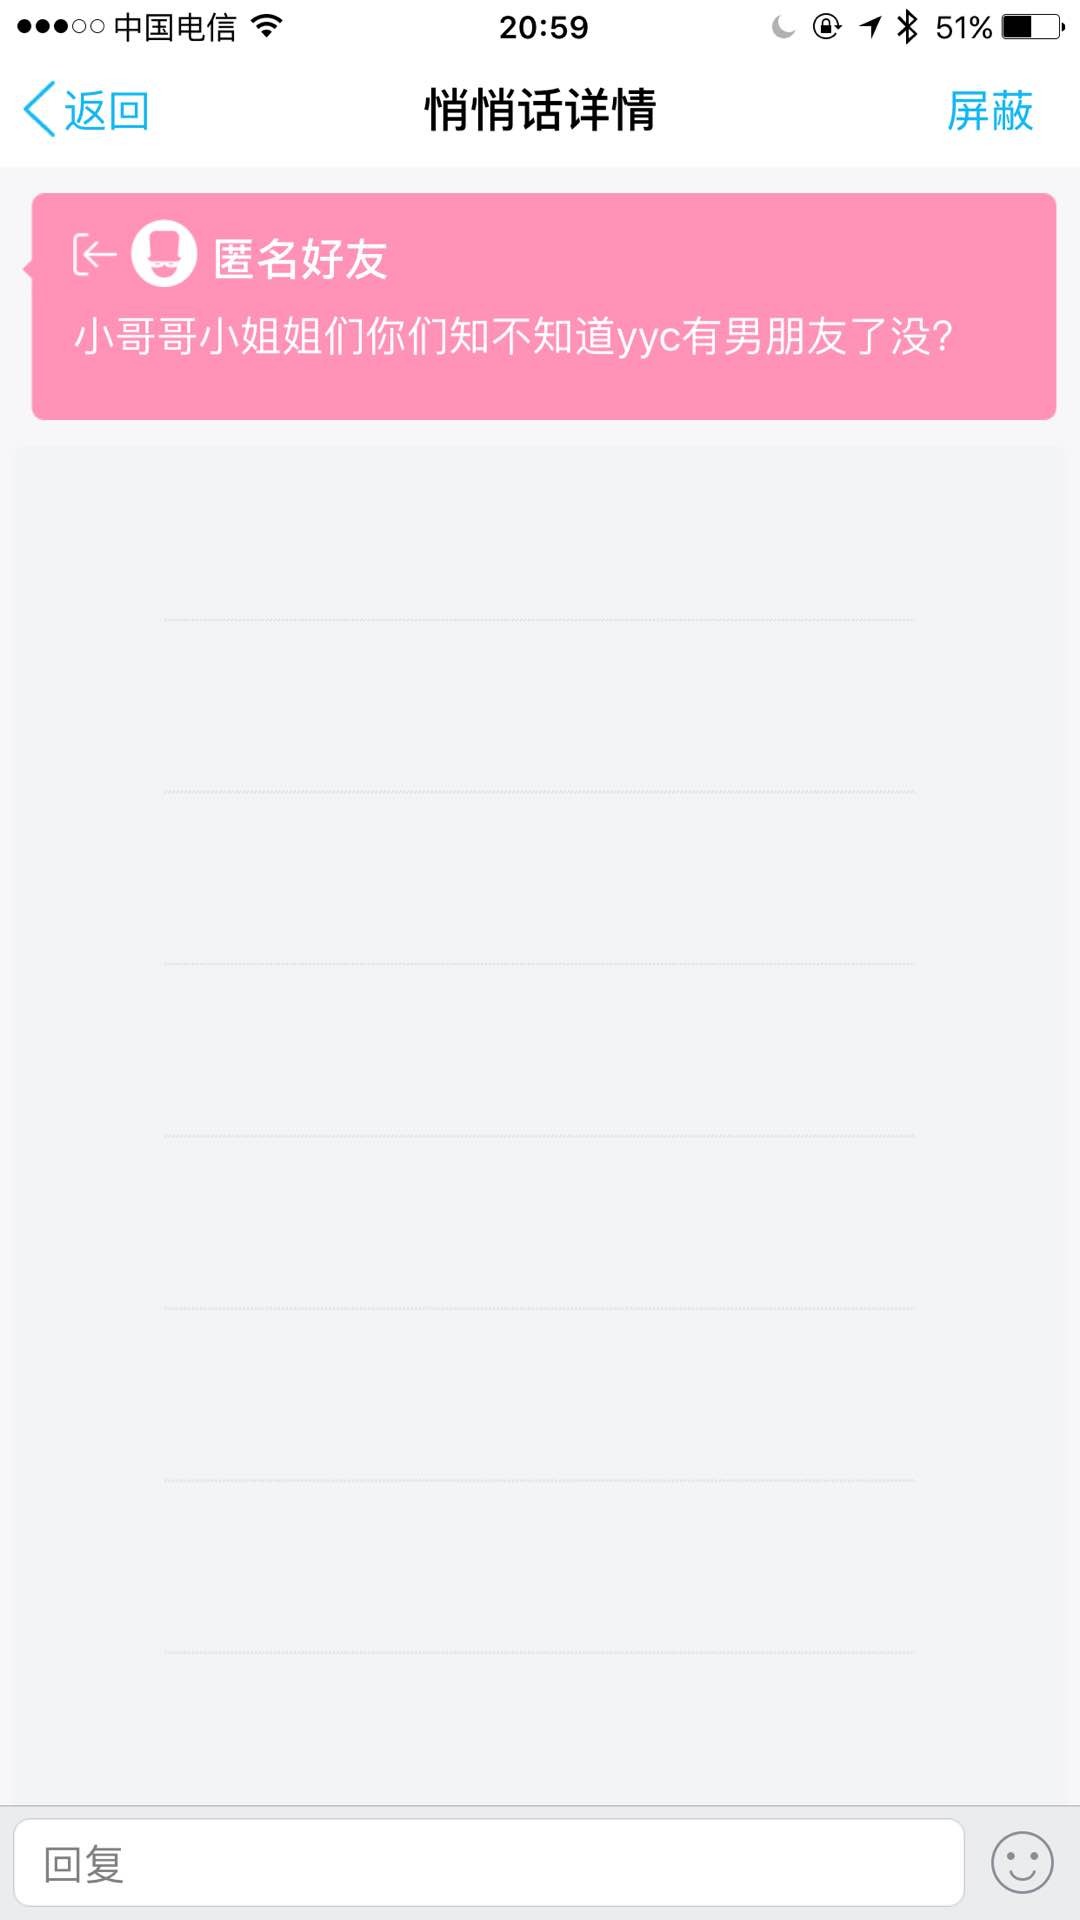 中国电信 20:59 51%
返回 悄悄话详情 屏蔽
匿名好友
小哥哥小姐姐们你们知不知道yyc有男朋友了没?
回复